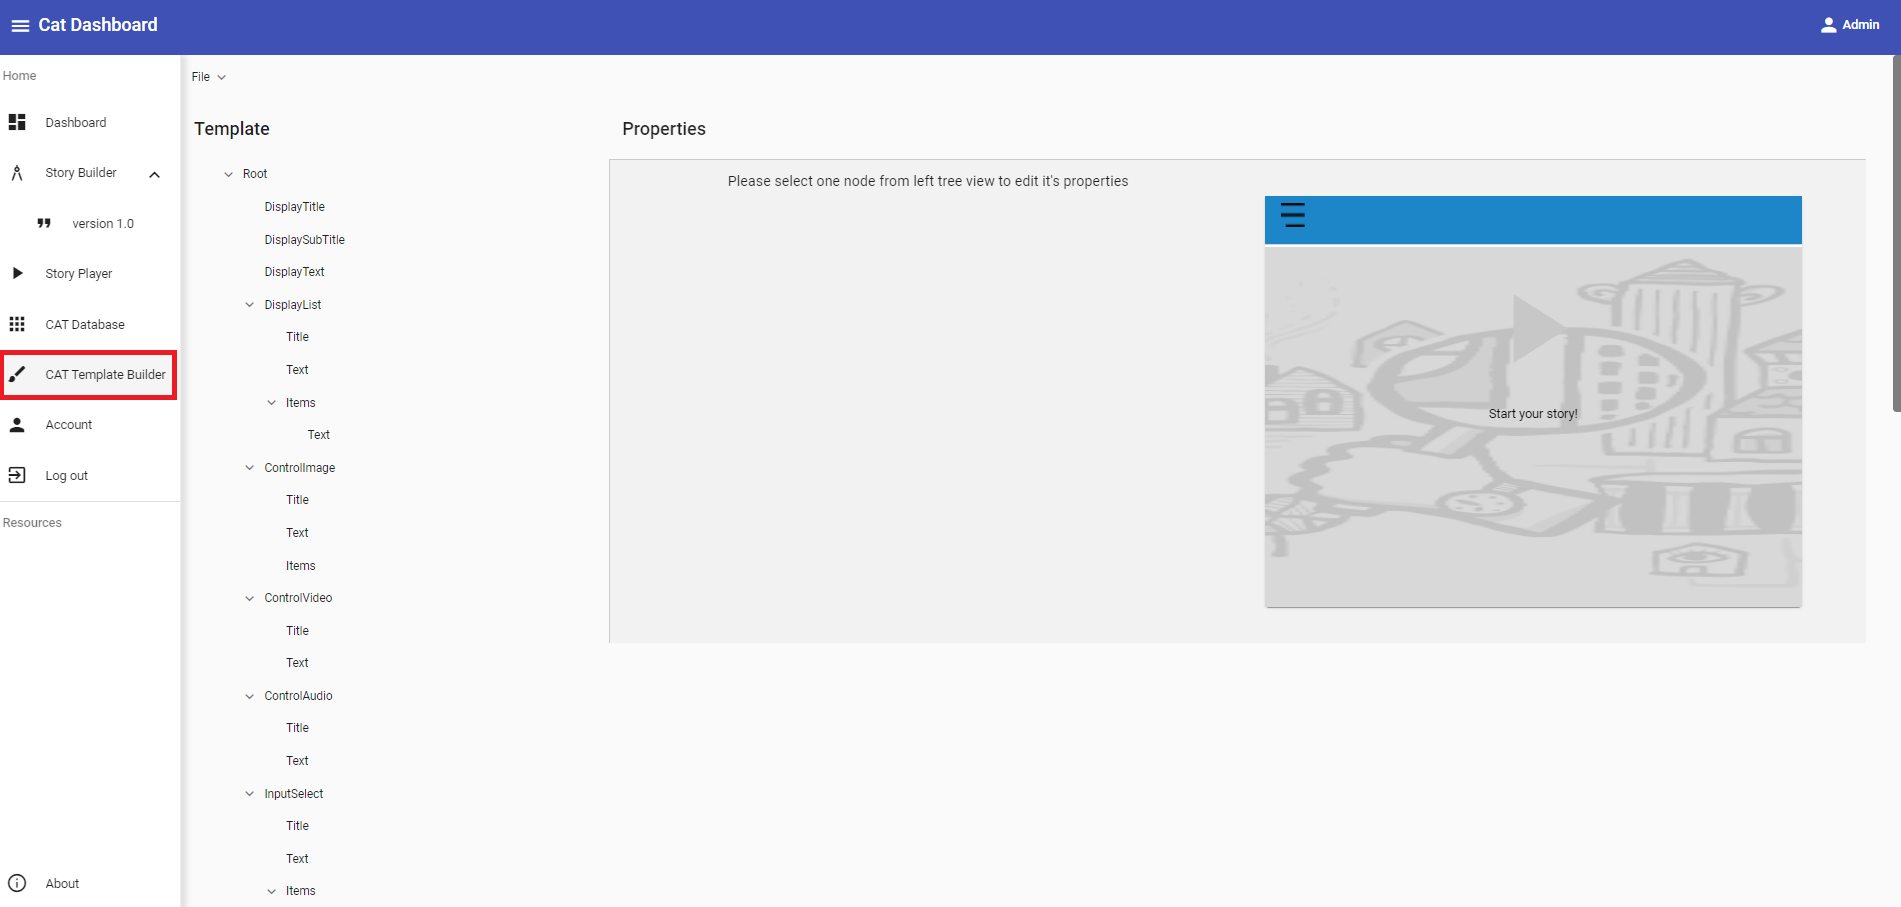 Cat Dashboard
Admin
Home
Dashboard
Story Builder
version 1.0
Story Player
CAT Database
CAT Template Builder
Account
Log out
Resources
About
File
Template
Root
DisplayTitle
DisplaySubTitle
DisplayText
DisplayList
Title
Text
Items
Text
ControlImage
Title
Text
Items
ControlVideo
Title
Text
ControlAudio
Title
Text
InputSelect
Title
Text
Items
Properties
Please select one node from left tree view to edit it's properties
Start your story!